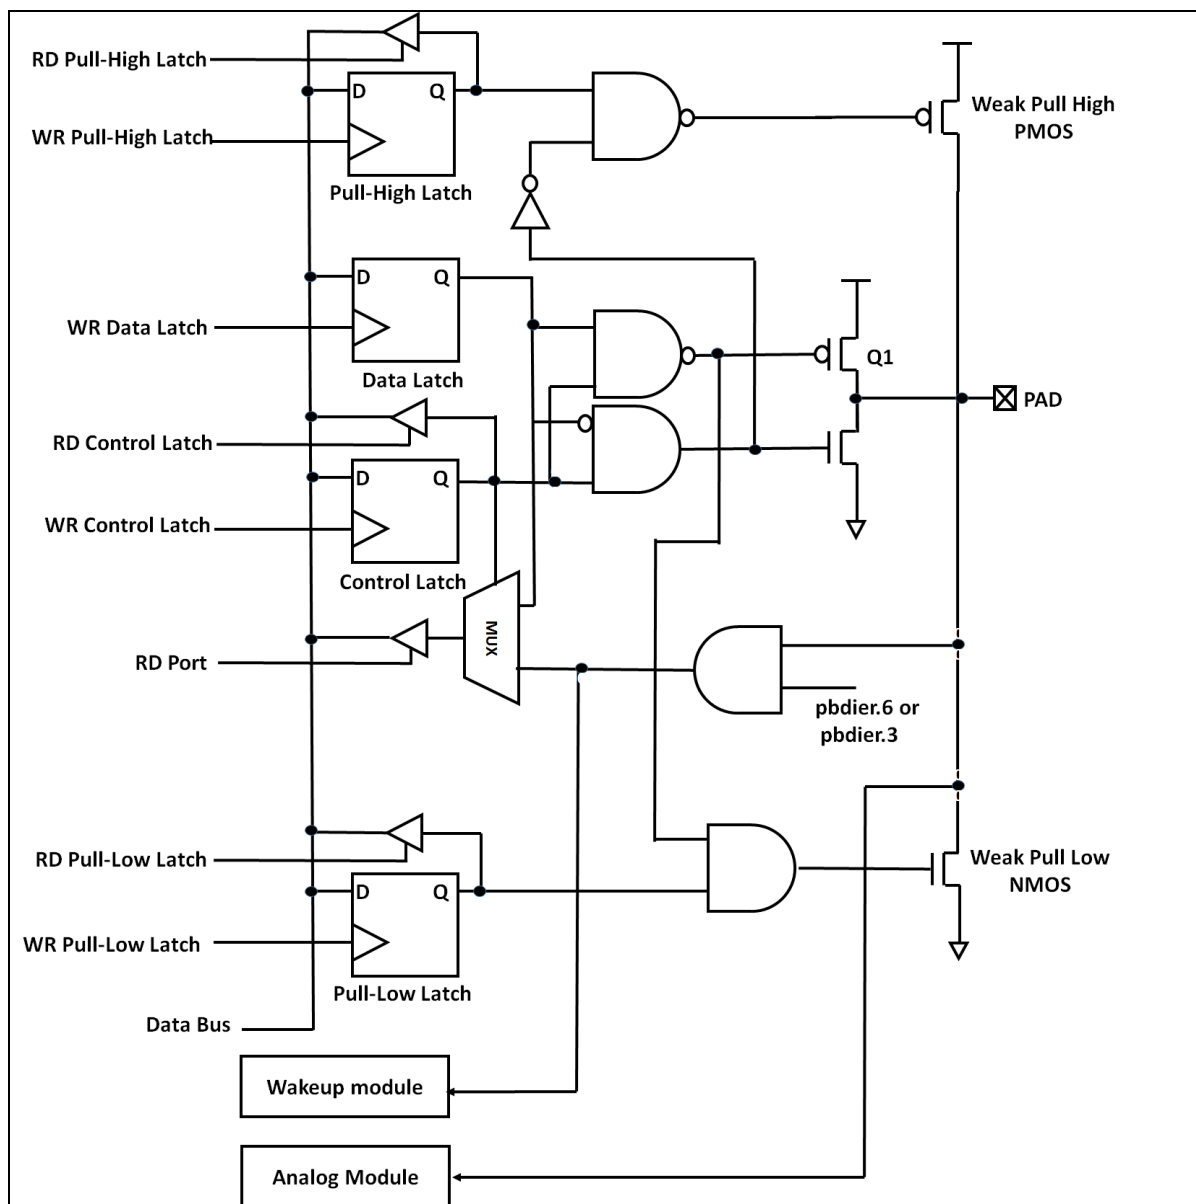 RD Pull-High Latch
D Q
WR Pull-High Latch
Pull-High Latch
Weak Pull High
PMOS
D Q
WR Data Latch
Data Latch
Q1
PAD
RD Control Latch
D Q
WR Control Latch
Control Latch
MUX
RD Port
pbdier.6 or
pbdier.3
RD Pull-Low Latch
D Q
WR Pull-Low Latch
Pull-Low Latch
Weak Pull Low
NMOS
Data Bus
Wakeup module
Analog Module